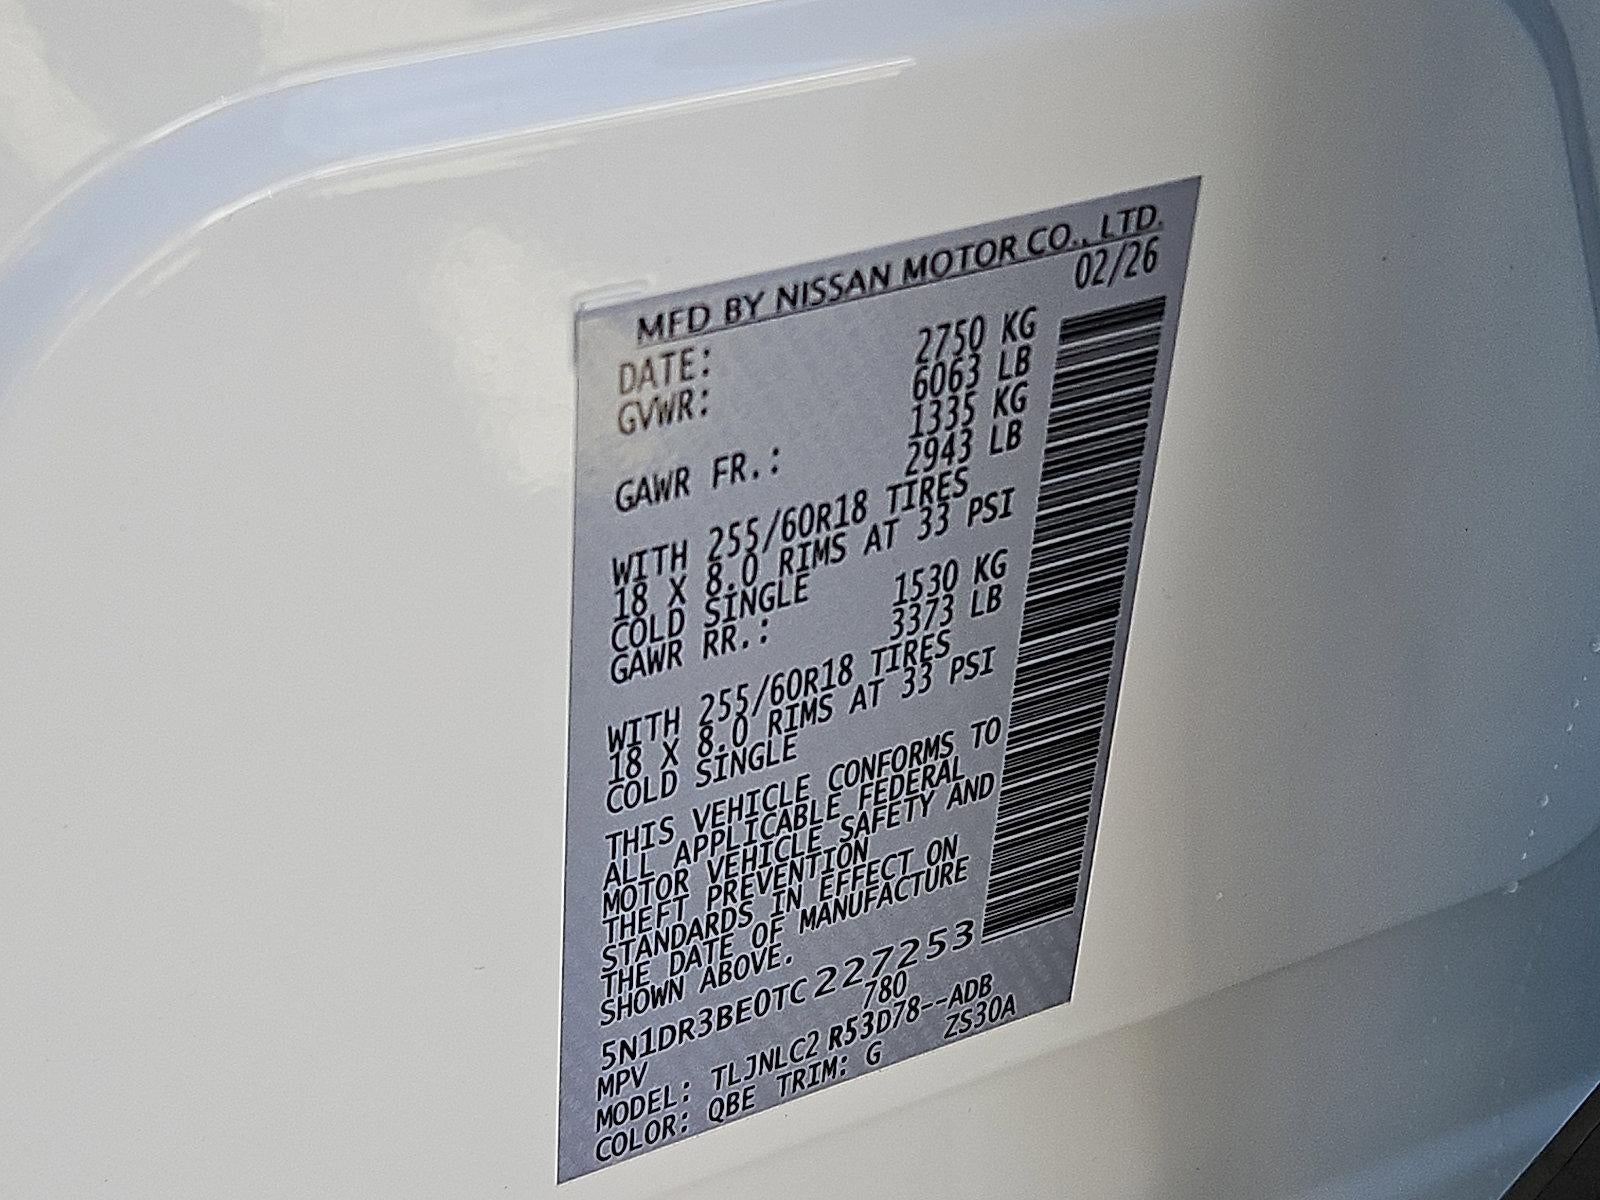 MFD BY NISSAN MOTOR CO., LTD.
DATE: 02/26
GVWR: 2750 KG
6063 LB
GAWR FR.: 1335 KG
2943 LB
WITH 255/60R18 TIRES
18 X 8.0 RIMS AT 33 PSI
COLD SINGLE
GAWR RR.: 1530 KG
3373 LB
WITH 255/60R18 TIRES
18 X 8.0 RIMS AT 33 PSI
COLD SINGLE
THIS VEHICLE CONFORMS TO
ALL APPLICABLE FEDERAL
MOTOR VEHICLE SAFETY AND
THEFT PREVENTION
STANDARDS IN EFFECT ON
THE DATE OF MANUFACTURE
SHOWN ABOVE.
5N1DR3BE0TC227253
MPV 780
MODEL: TLJNLC2 R53D78--ADB
COLOR: QBE TRIM: G ZS30A